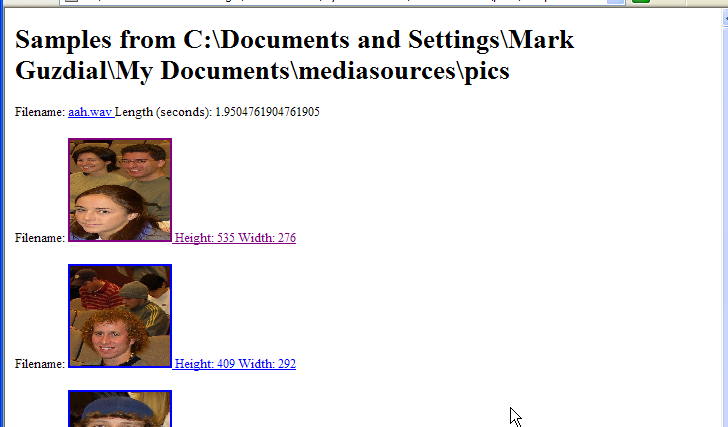 Samples from C:\Documents and Settings\Mark
Guzdial\My Documents\mediasources\pics
Filename: aah.wav Length (seconds): 1.9504761904761905
Filename: Height: 535 Width: 276
Filename: Height: 409 Width: 292